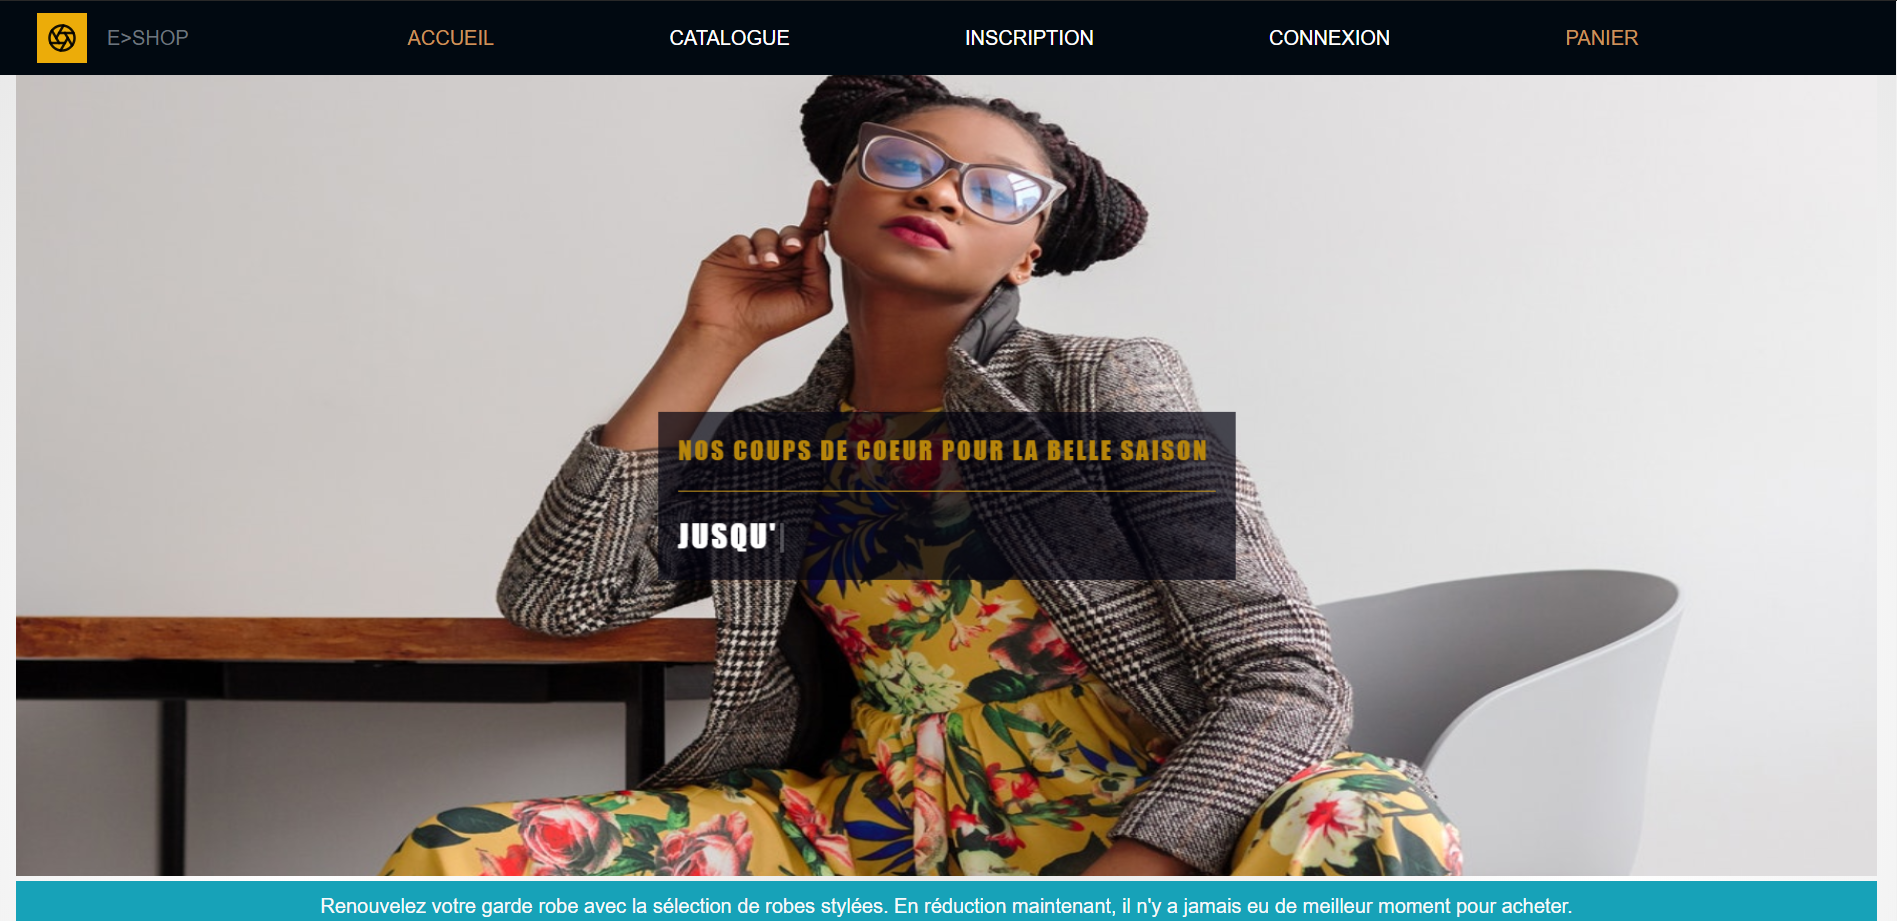 E>SHOP
ACCUEIL
CATALOGUE
INSCRIPTION
CONNEXION
PANIER
NOS COUPS DE COEUR POUR LA BELLE SAISON
JUSQU'
Renouvelez votre garde robe avec la sélection de robes stylées. En réduction maintenant, il n'y a jamais eu de meilleur moment pour acheter.